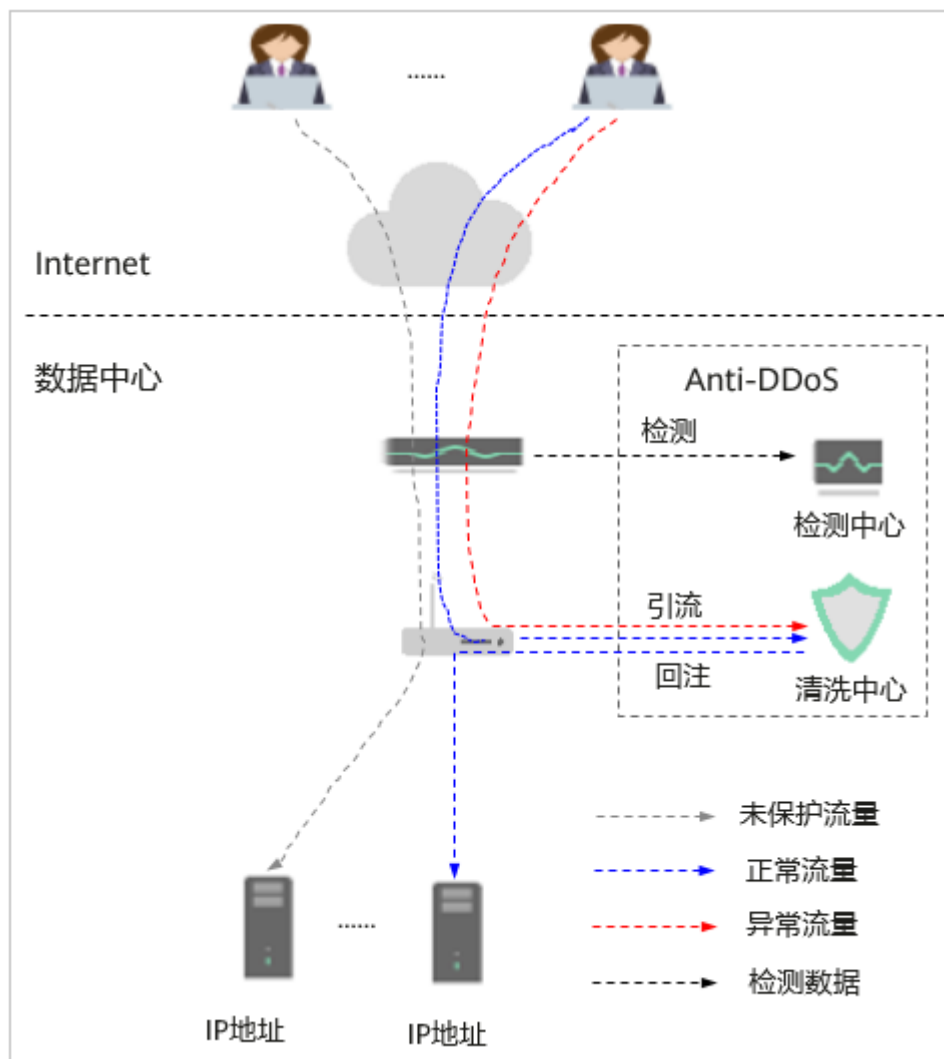 ......
Internet
数据中心
Anti-DDoS
检测
检测中心
引流
回注
清洗中心
未保护流量
正常流量
异常流量
检测数据
......
IP地址
IP地址